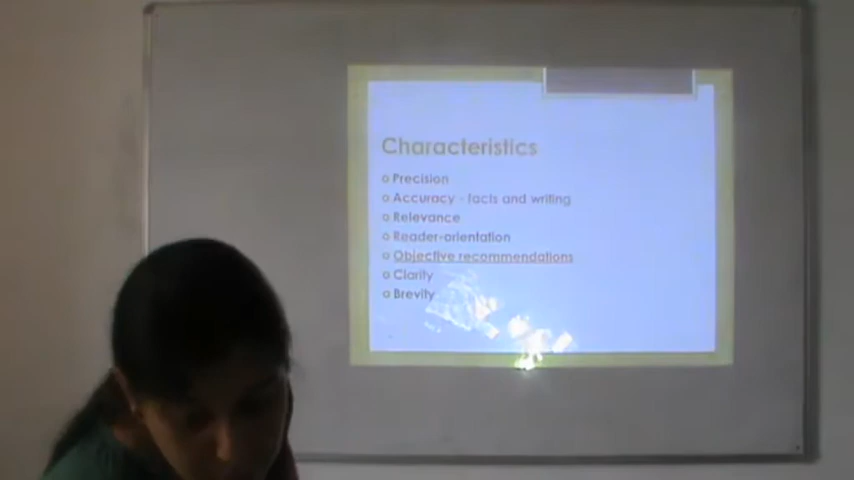 Characteristics
Precision
Accuracy - facts and writing
Relevance
Reader-orientation
Objective recommendations
Clarity
Brevity